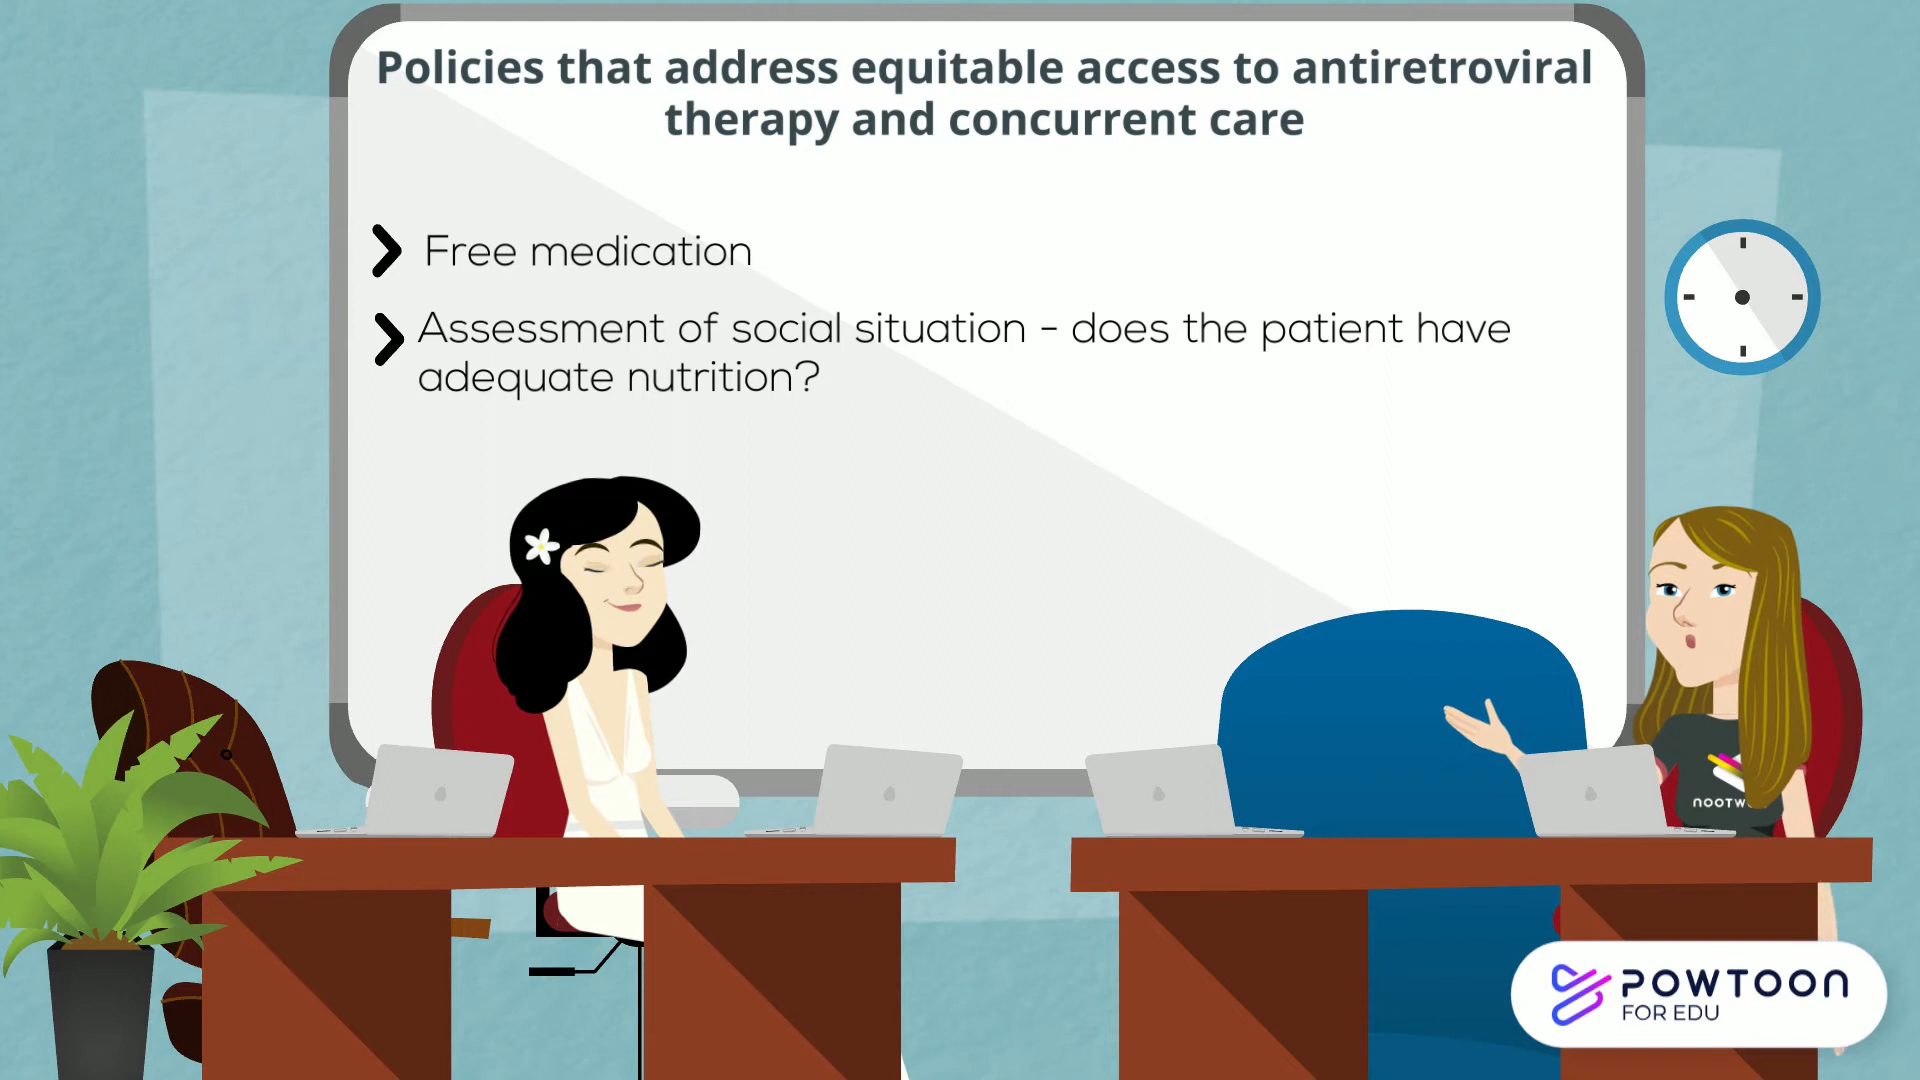 Policies that address equitable access to antiretroviral
therapy and concurrent care
Free medication
Assessment of social situation - does the patient have
adequate nutrition?
POWTOON
FOR EDU